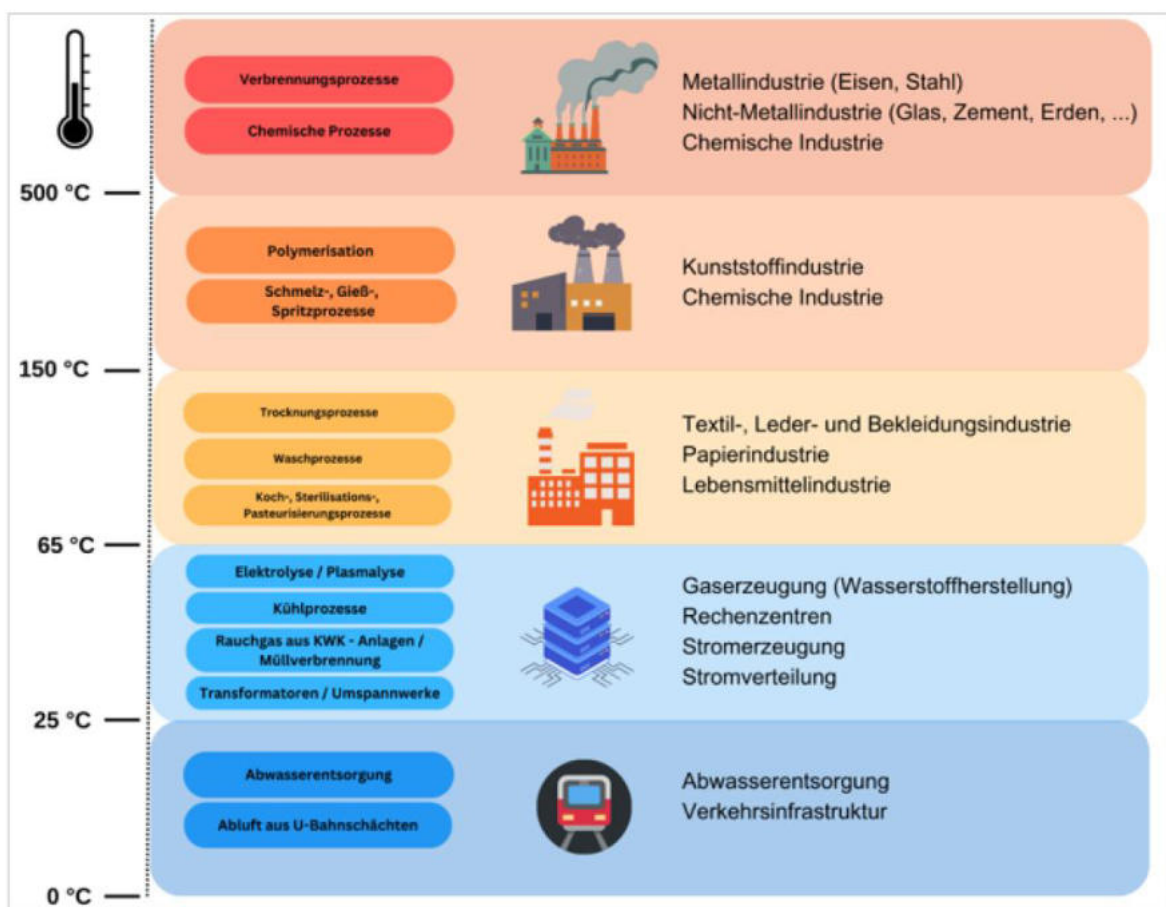 Verbrennungsprozesse
Chemische Prozesse
Metallindustrie (Eisen, Stahl)
Nicht-Metallindustrie (Glas, Zement, Erden, ...)
Chemische Industrie
500 °C
Polymerisation
Schmelz-, Gieß-,
Spritzprozesse
Kunststoffindustrie
Chemische Industrie
150 °C
Trocknungsprozesse
Waschprozesse
Koch-, Sterilisations-,
Pasteurisierungsprozesse
Textil-, Leder- und Bekleidungsindustrie
Papierindustrie
Lebensmittelindustrie
65 °C
Elektrolyse / Plasmalyse
Kühlprozesse
Rauchgas aus KWK - Anlagen /
Müllverbrennung
Transformatoren / Umspannwerke
Gaserzeugung (Wasserstoffherstellung)
Rechenzentren
Stromerzeugung
Stromverteilung
25 °C
Abwasserentsorgung
Abluft aus U-Bahnschächten
Abwasserentsorgung
Verkehrsinfrastruktur
0 °C